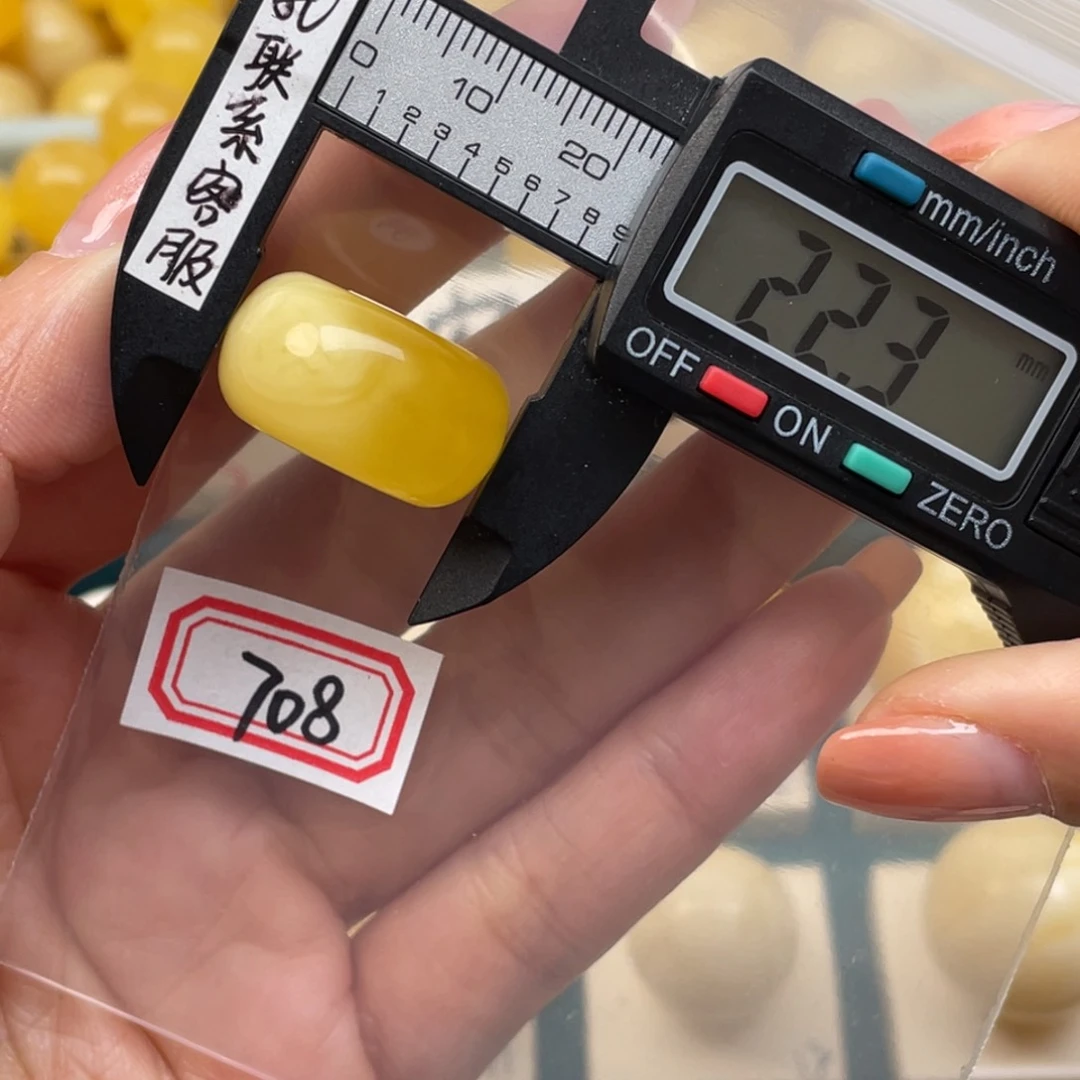 联系客服
0 10 20
1 2 3 4 5 6 7 8
mm/inch
22.3 mm
OFF ON ZERO
708